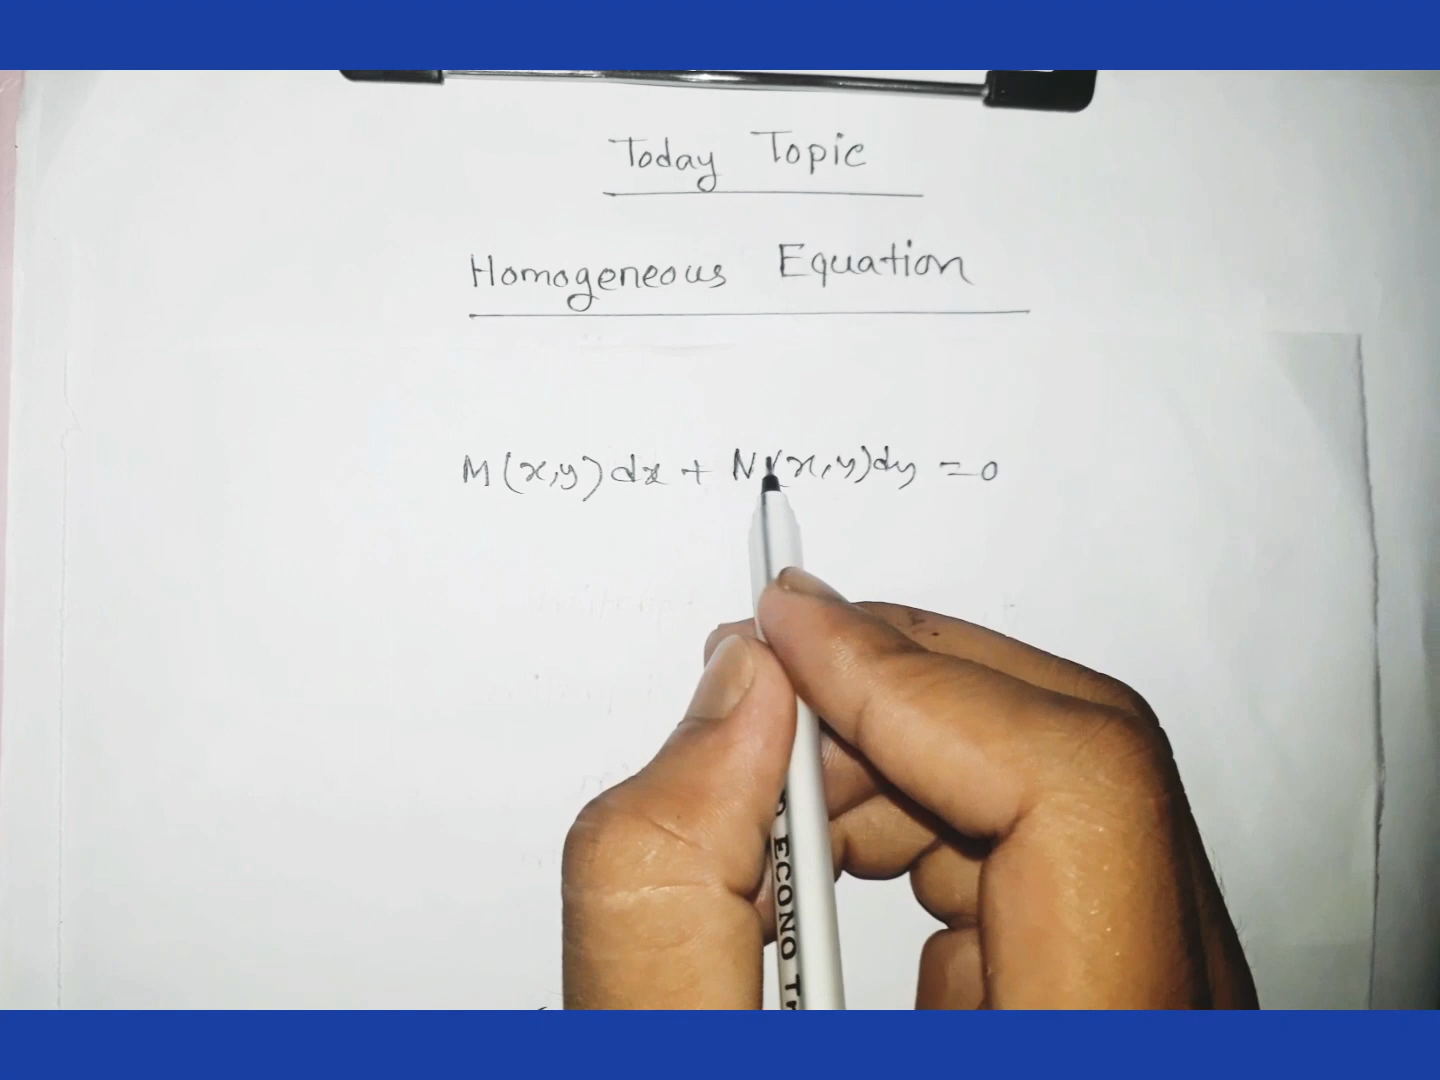 Today Topic
Homogeneous Equation
M(x,y)dx + N(x,y)dy =0
ECONO